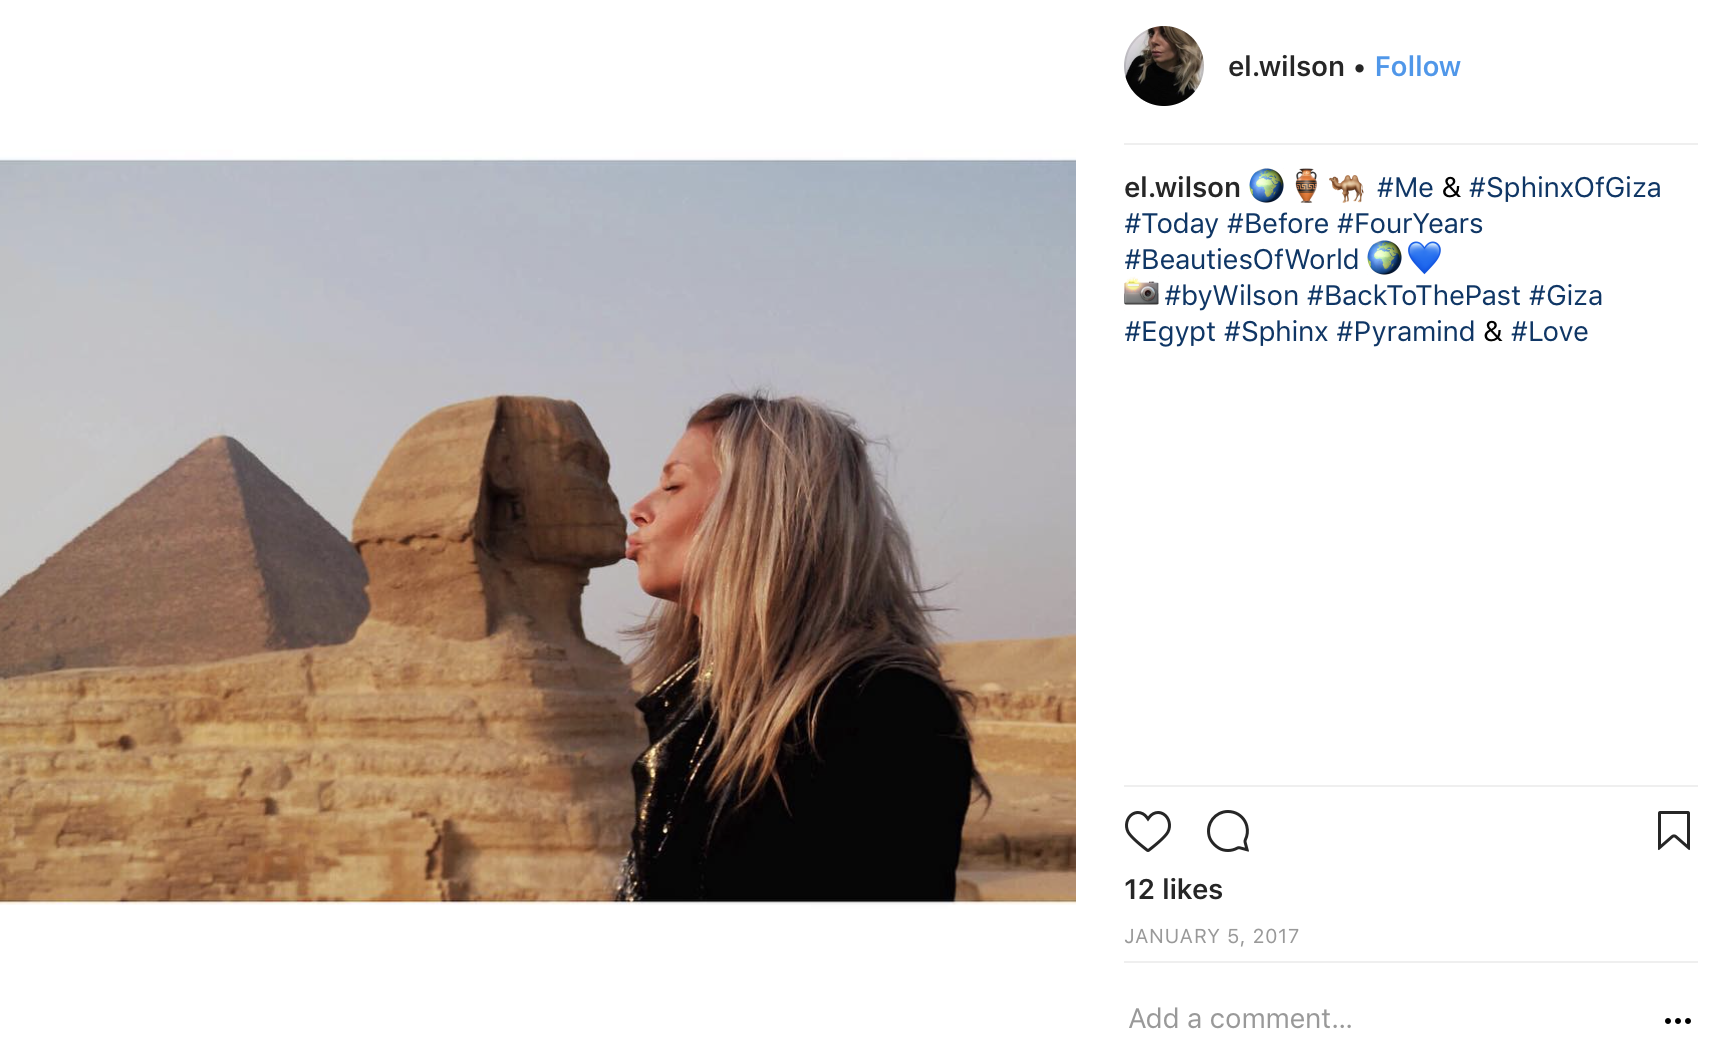 el.wilson • Follow
el.wilson 🌍🏺🐫 #Me & #SphinxOfGiza
#Today #Before #FourYears
#BeautiesOfWorld 🌍💙
📸 #byWilson #BackToThePast #Giza
#Egypt #Sphinx #Pyramind & #Love
12 likes
JANUARY 5, 2017
Add a comment...